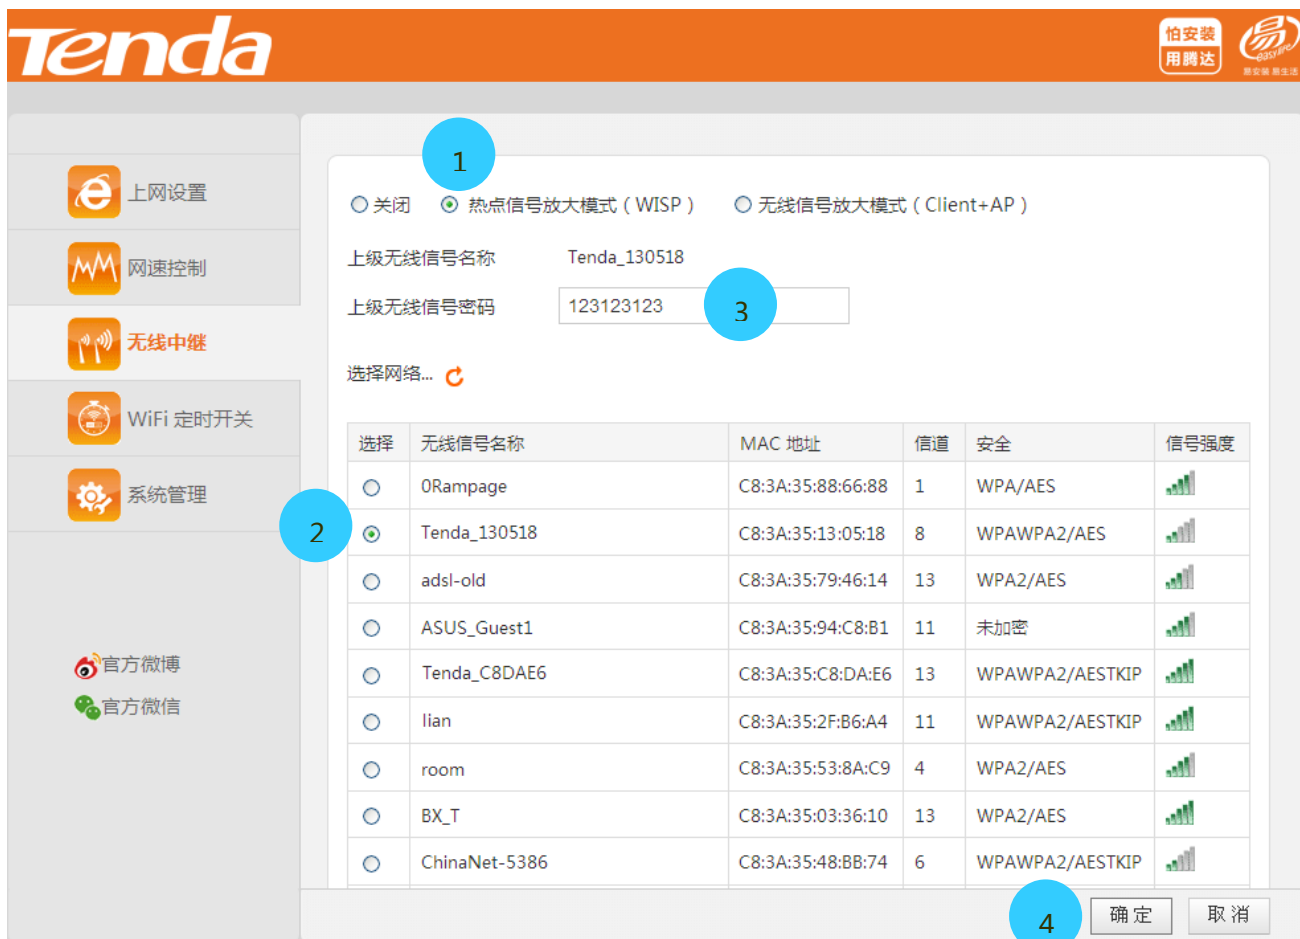 Tenda
怕安装
用腾达
易
easylife
易安装 易生活
上网设置
网速控制
无线中继
WiFi 定时开关
系统管理
官方微博
官方微信
1
关闭 热点信号放大模式（WISP） 无线信号放大模式（Client+AP）
上级无线信号名称 Tenda_130518
上级无线信号密码 123123123 3
选择网络...
选择 无线信号名称 MAC 地址 信道 安全 信号强度
0Rampage C8:3A:35:88:66:88 1 WPA/AES
2 Tenda_130518 C8:3A:35:13:05:18 8 WPAWPA2/AES
adsl-old C8:3A:35:79:46:14 13 WPA2/AES
ASUS_Guest1 C8:3A:35:94:C8:B1 11 未加密
Tenda_C8DAE6 C8:3A:35:C8:DA:E6 13 WPAWPA2/AESTKIP
lian C8:3A:35:2F:B6:A4 11 WPAWPA2/AESTKIP
room C8:3A:35:53:8A:C9 4 WPA2/AES
BX_T C8:3A:35:03:36:10 13 WPA2/AES
ChinaNet-5386 C8:3A:35:48:BB:74 6 WPAWPA2/AESTKIP
4 确定 取消